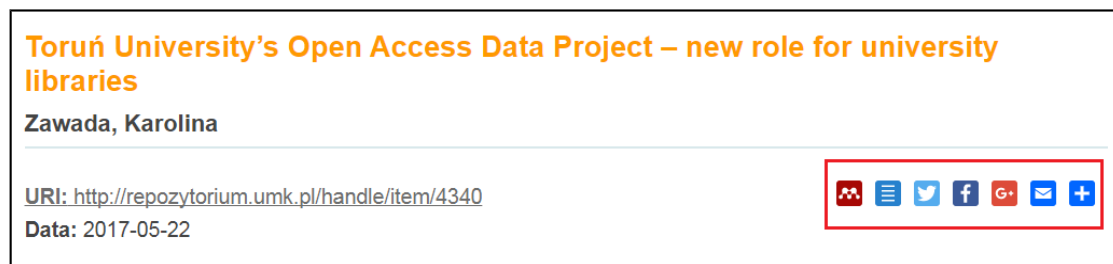 Toruń University’s Open Access Data Project – new role for university
libraries
Zawada, Karolina
URI: http://repozytorium.umk.pl/handle/item/4340
Data: 2017-05-22